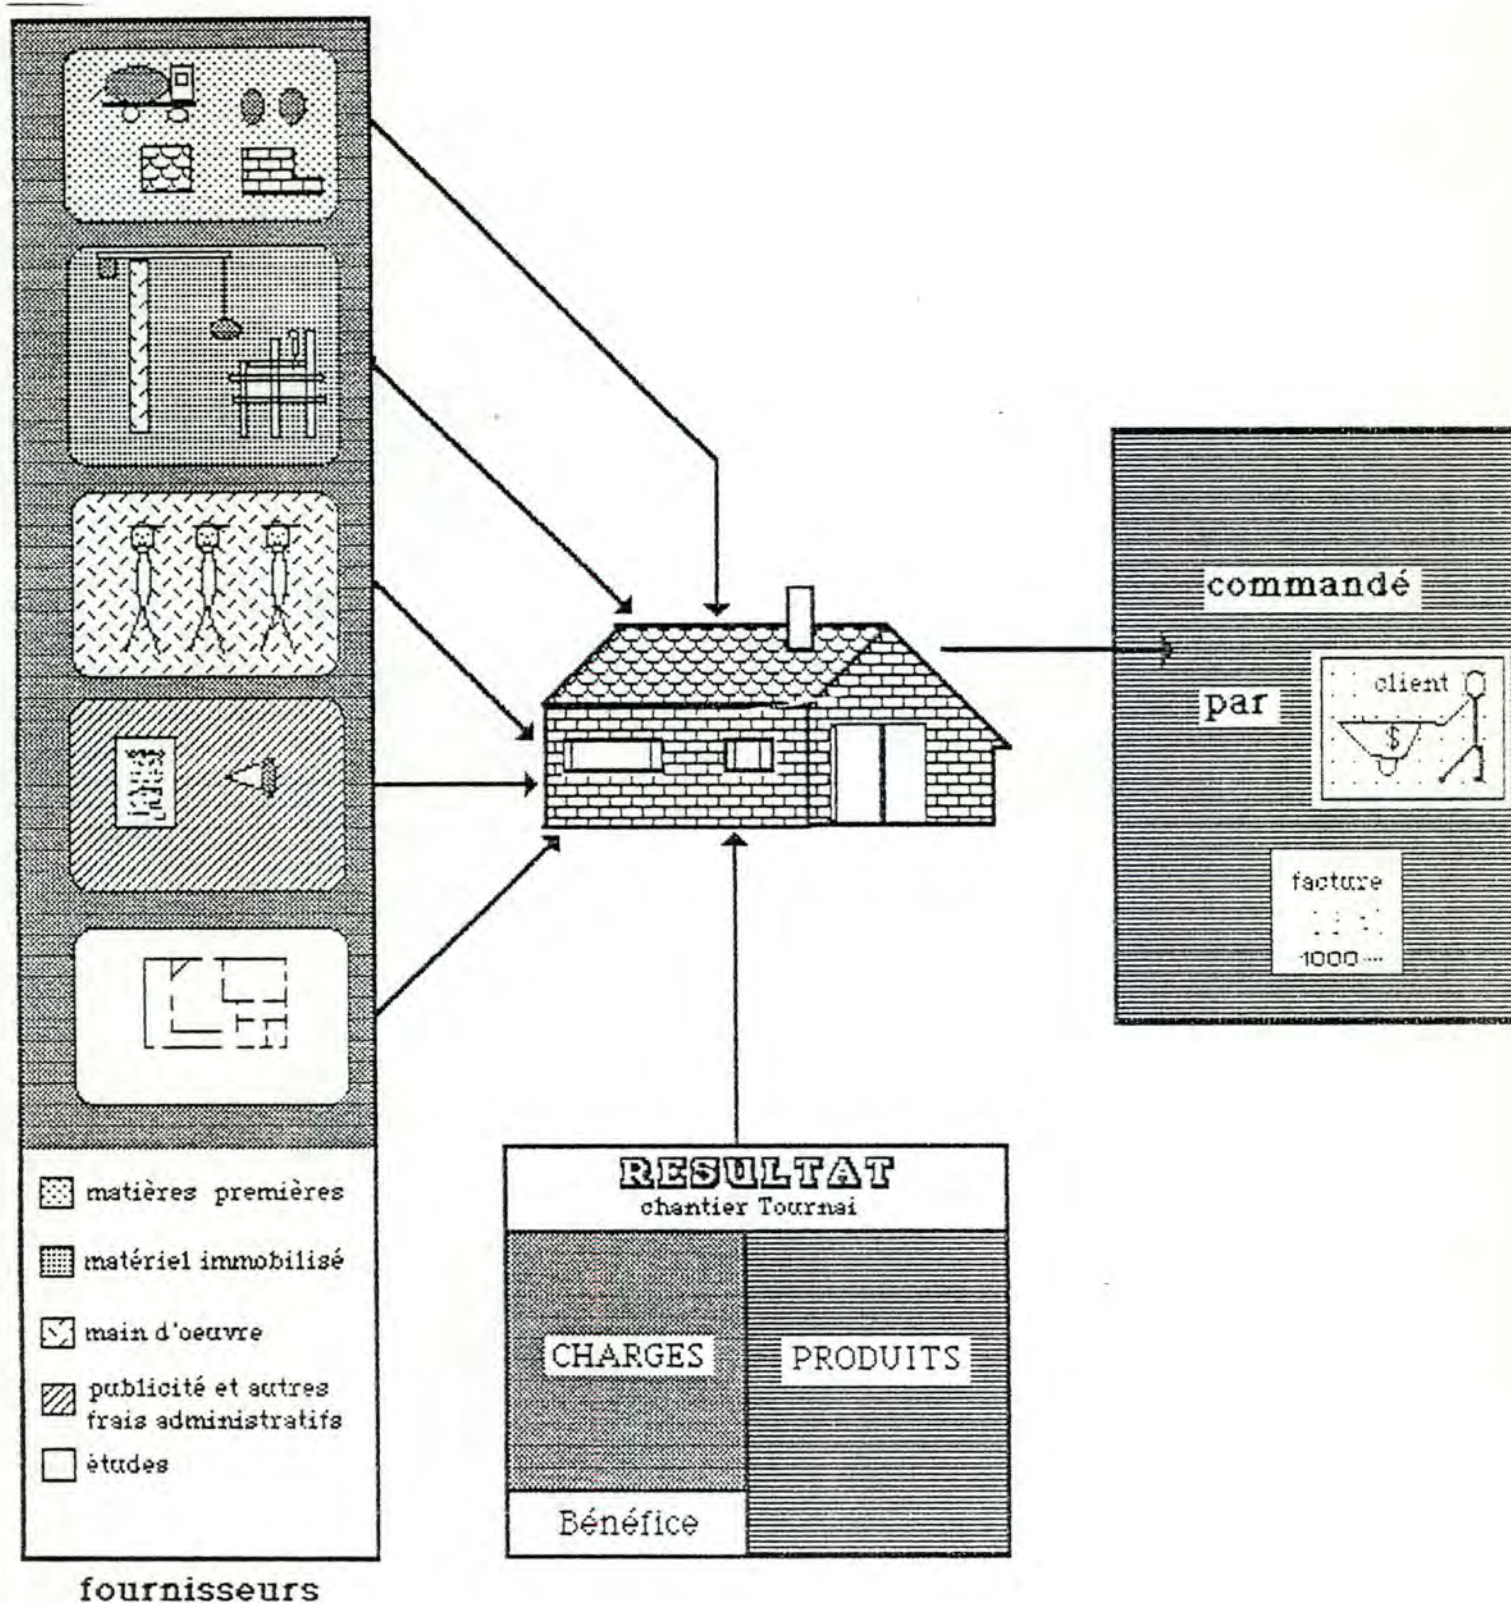 commandé
par
client
$
facture
1000
matières premières
matériel immobilisé
main d'oeuvre
publicité et autres
frais administratifs
études
fournisseurs
RESULTAT
chantier Tournai
CHARGES
PRODUITS
Bénéfice